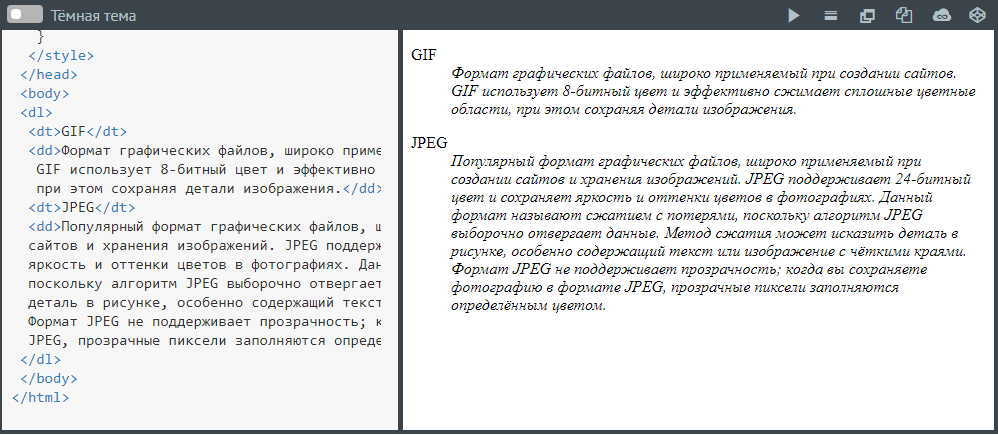 Тёмная тема
}
</style>
</head>
<body>
<dl>
<dt>GIF</dt>
<dd>Формат графических файлов, широко приме
GIF использует 8-битный цвет и эффективно
при этом сохраняя детали изображения.</dd>
<dt>JPEG</dt>
<dd>Популярный формат графических файлов, ш
сайтов и хранения изображений. JPEG поддерж
яркость и оттенки цветов в фотографиях. Дан
поскольку алгоритм JPEG выборочно отвергает
деталь в рисунке, особенно содержащий текст
Формат JPEG не поддерживает прозрачность; к
JPEG, прозрачные пиксели заполняются опреде
</dl>
</body>
</html>
GIF
Формат графических файлов, широко применяемый при создании сайтов.
GIF использует 8-битный цвет и эффективно сжимает сплошные цветные
области, при этом сохраняя детали изображения.
JPEG
Популярный формат графических файлов, широко применяемый при
создании сайтов и хранения изображений. JPEG поддерживает 24-битный
цвет и сохраняет яркость и оттенки цветов в фотографиях. Данный
формат называют сжатием с потерями, поскольку алгоритм JPEG
выборочно отвергает данные. Метод сжатия может исказить деталь в
рисунке, особенно содержащий текст или изображение с чёткими краями.
Формат JPEG не поддерживает прозрачность; когда вы сохраняете
фотографию в формате JPEG, прозрачные пиксели заполняются
определённым цветом.